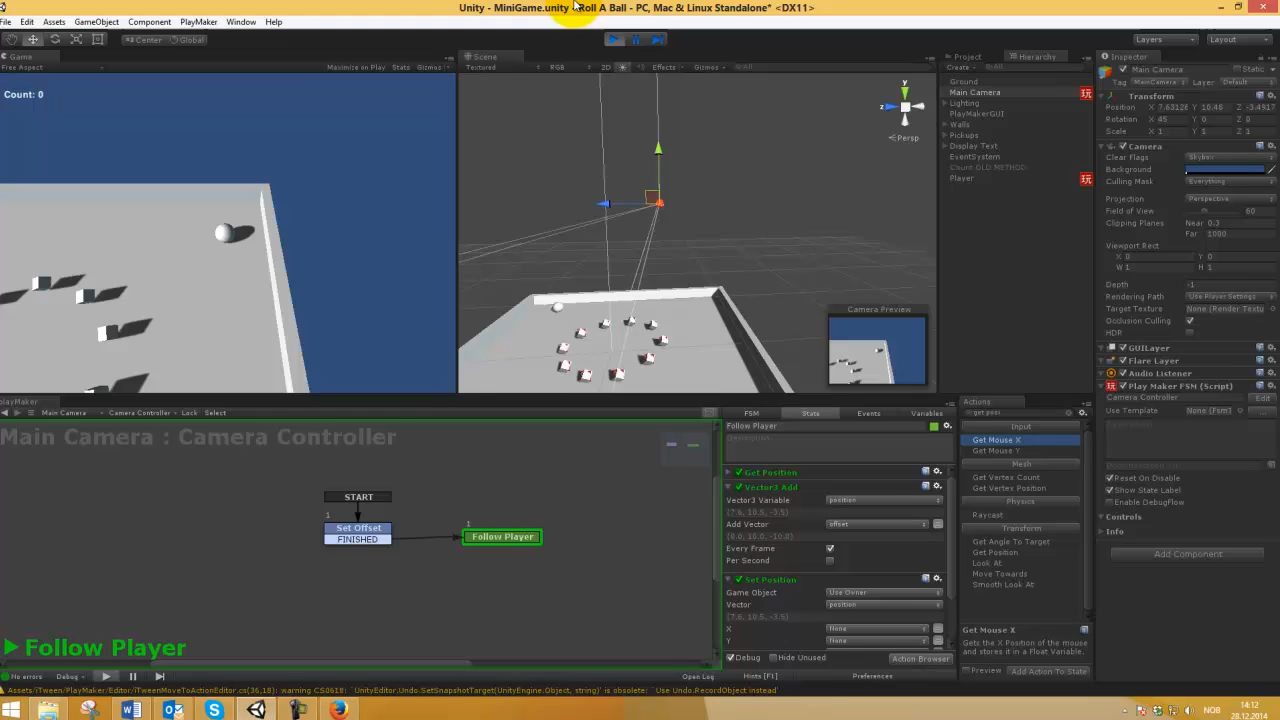 Unity - MiniGame.unity - Roll A Ball - PC, Mac & Linux Standalone* <DX11>
File Edit Assets GameObject Component PlayMaker Window Help
Center Global
Layers Layout
Game
Free Aspect Maximize on Play Stats Gizmos
Count: 0
Scene
Textured RGB 2D Effects Gizmos All
y
z
Persp
Camera Preview
Project Hierarchy
Create All
Ground
Main Camera
Lighting
PlayMakerGUI
Walls
Pickups
Display Text
EventSystem
Count OLD METHOD
Player
Inspector
Main Camera Static
Tag MainCamera Layer Default
Transform
Position X 7.63126 Y 10.48 Z -3.4917
Rotation X 45 Y 0 Z 0
Scale X 1 Y 1 Z 1
Camera
Clear Flags Skybox
Background
Culling Mask Everything
Projection Perspective
Field of View 60
Clipping Planes Near 0.3
Far 1000
Viewport Rect
X 0 Y 0
W 1 H 1
Depth -1
Rendering Path Use Player Settings
Target Texture None (Render Textu
Occlusion Culling
HDR
GUILayer
Flare Layer
Audio Listener
Play Maker FSM (Script)
Camera Controller Edit
Use Template None (FsmT
Reset On Disable
Show State Label
Enable DebugFlow
Controls
Info
Add Component
playMaker
Main Camera Camera Controller Lock Select
Main Camera : Camera Controller
START
1
Set Offset
FINISHED
1
Follow Player
Follow Player
FSM State Events Variables
Follow Player
Description
Get Position
Vector3 Add
Vector3 Variable position
(7.6, 10.5, -3.5)
Add Vector offset
(0.0, 10.0, -10.0)
Every Frame
Per Second
Set Position
Game Object Use Owner
Vector position
(7.6, 10.5, -3.5)
X None
Y None
Debug Hide Unused Action Browser
Actions
get posi
Input
Get Mouse X
Get Mouse Y
Mesh
Get Vertex Count
Get Vertex Position
Physics
Raycast
Transform
Get Angle To Target
Get Position
Look At
Move Towards
Smooth Look At
Get Mouse X
Gets the X Position of the mouse
and stores it in a Float Variable.
Preview Add Action To State
No errors Debug Open Log Hints [F1] Preferences
Assets/iTween/PlayMaker/Editor/iTweenMoveToActionEditor.cs(36,18): warning CS0618: `UnityEditor.Undo.SetSnapshotTarget(UnityEngine.Object, string)' is obsolete: `Use Undo.RecordObject instead'
NOB 14:12
28.12.2014